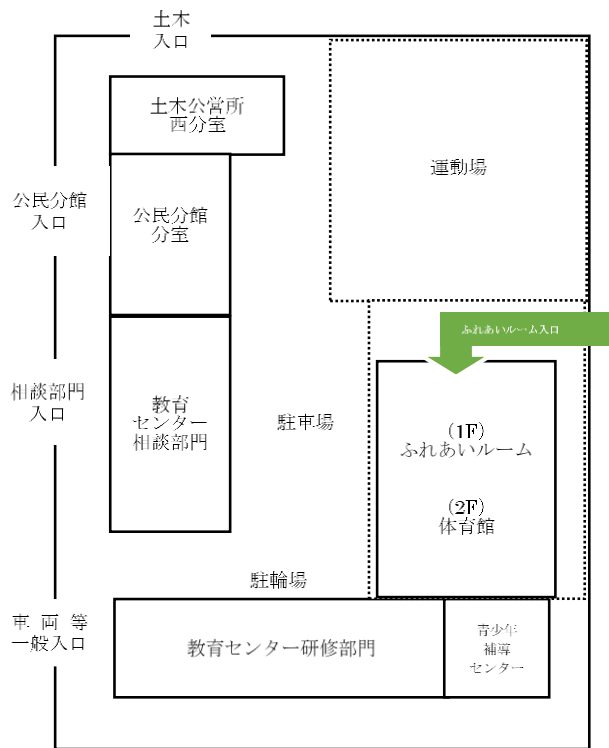 土木
入口
土木公営所
西分室
運動場
公民分館
入口
公民分館
分室
ふれあいルーム入口
相談部門
入口
教育
センター
相談部門
駐車場
(1F)
ふれあいルーム
(2F)
体育館
駐輪場
車両等
一般入口
教育センター研修部門
青少年
補導
センター